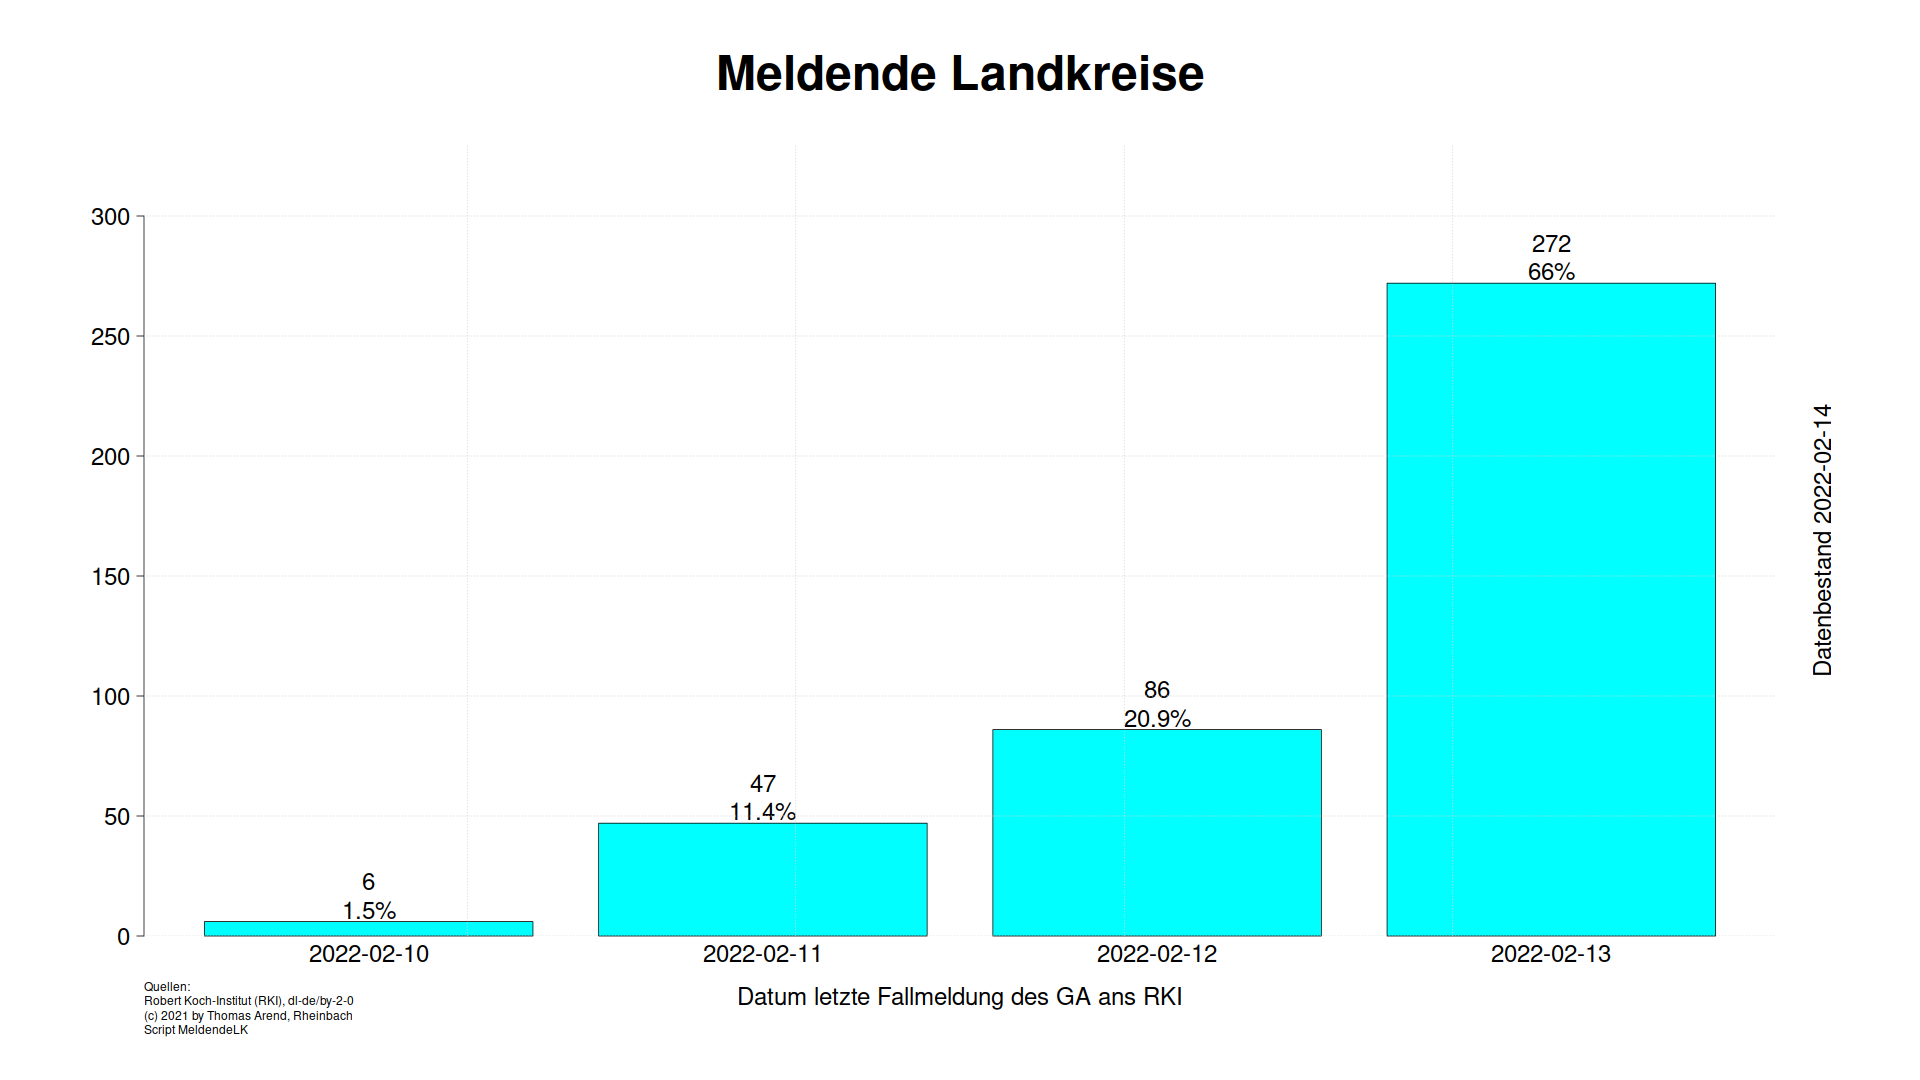 Meldende Landkreise
300
250
200
150
100
50
0
6
1.5%
47
11.4%
86
20.9%
272
66%
2022-02-10
2022-02-11
2022-02-12
2022-02-13
Datum letzte Fallmeldung des GA ans RKI
Datenbestand 2022-02-14
Quellen:
Robert Koch-Institut (RKI), dl-de/by-2-0
(c) 2021 by Thomas Arend, Rheinbach
Script MeldendeLK